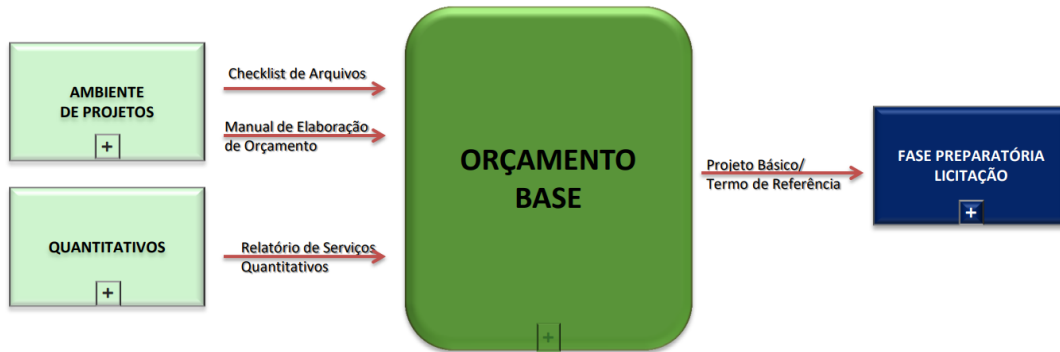 AMBIENTE
DE PROJETOS
+
Checklist de Arquivos
Manual de Elaboração
de Orçamento
QUANTITATIVOS
+
Relatório de Serviços
Quantitativos
ORÇAMENTO
BASE
+
Projeto Básico/
Termo de Referência
FASE PREPARATÓRIA
LICITAÇÃO
+